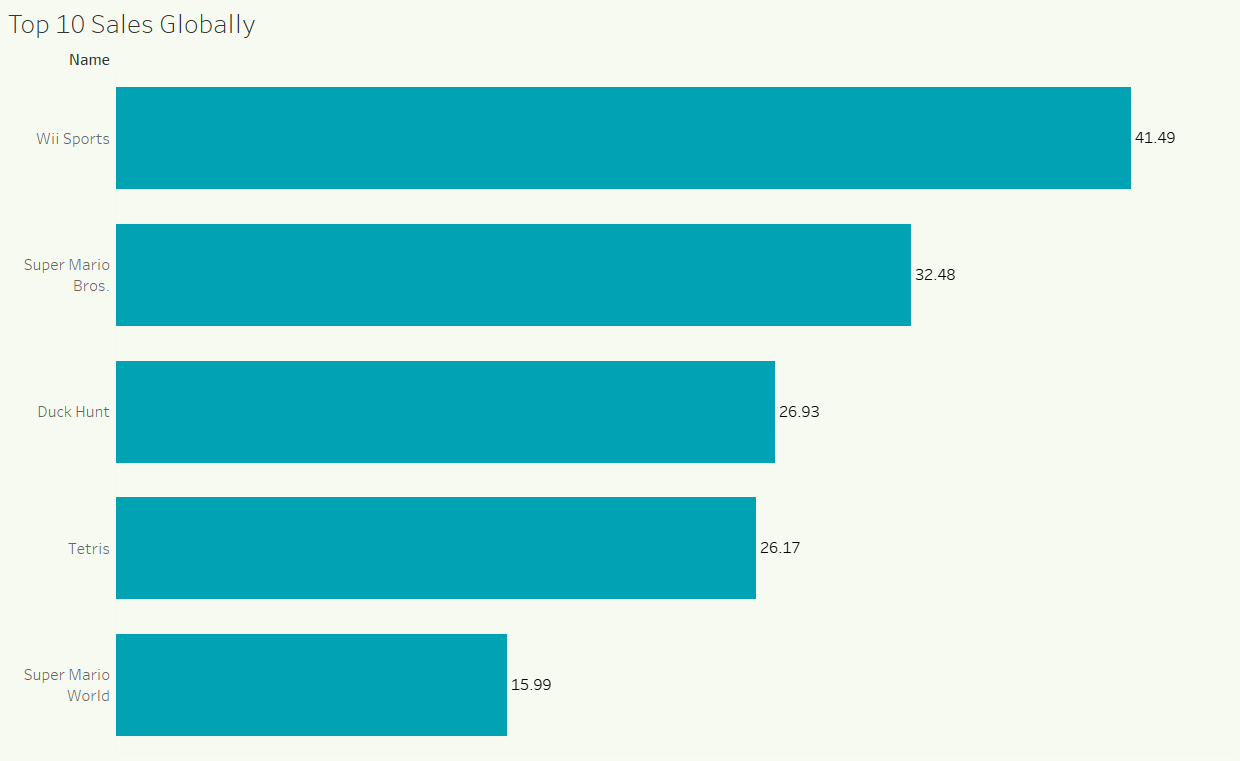 Top 10 Sales Globally
Name
Wii Sports
41.49
Super Mario
Bros.
32.48
Duck Hunt
26.93
Tetris
26.17
Super Mario
World
15.99